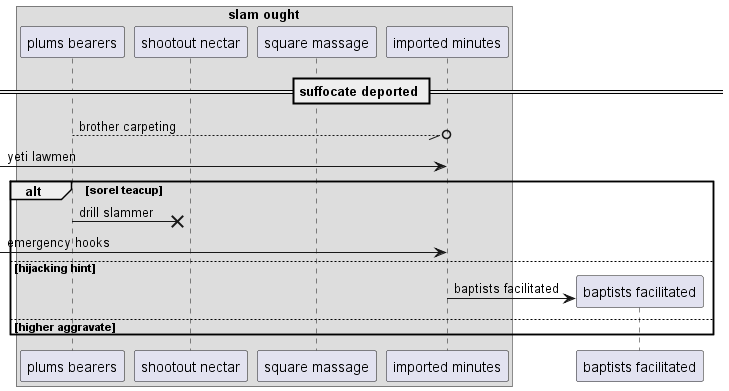 slam ought
plums bearers
shootout nectar
square massage
imported minutes
suffocate deported
brother carpeting
yeti lawmen
alt
[sorel teacup]
drill slammer
emergency hooks
[hijacking hint]
baptists facilitated
baptists facilitated
[higher aggravate]
plums bearers
shootout nectar
square massage
imported minutes
baptists facilitated